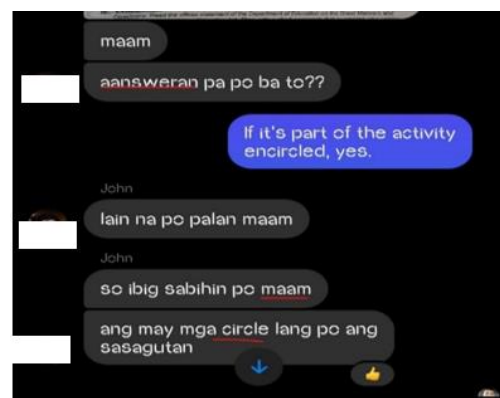 maam
aansweran pa po ba to??
If it's part of the activity
encircled, yes.
John
lain na po palan maam
John
so ibig sabihin po maam
ang may mga circle lang po ang
sasagutan